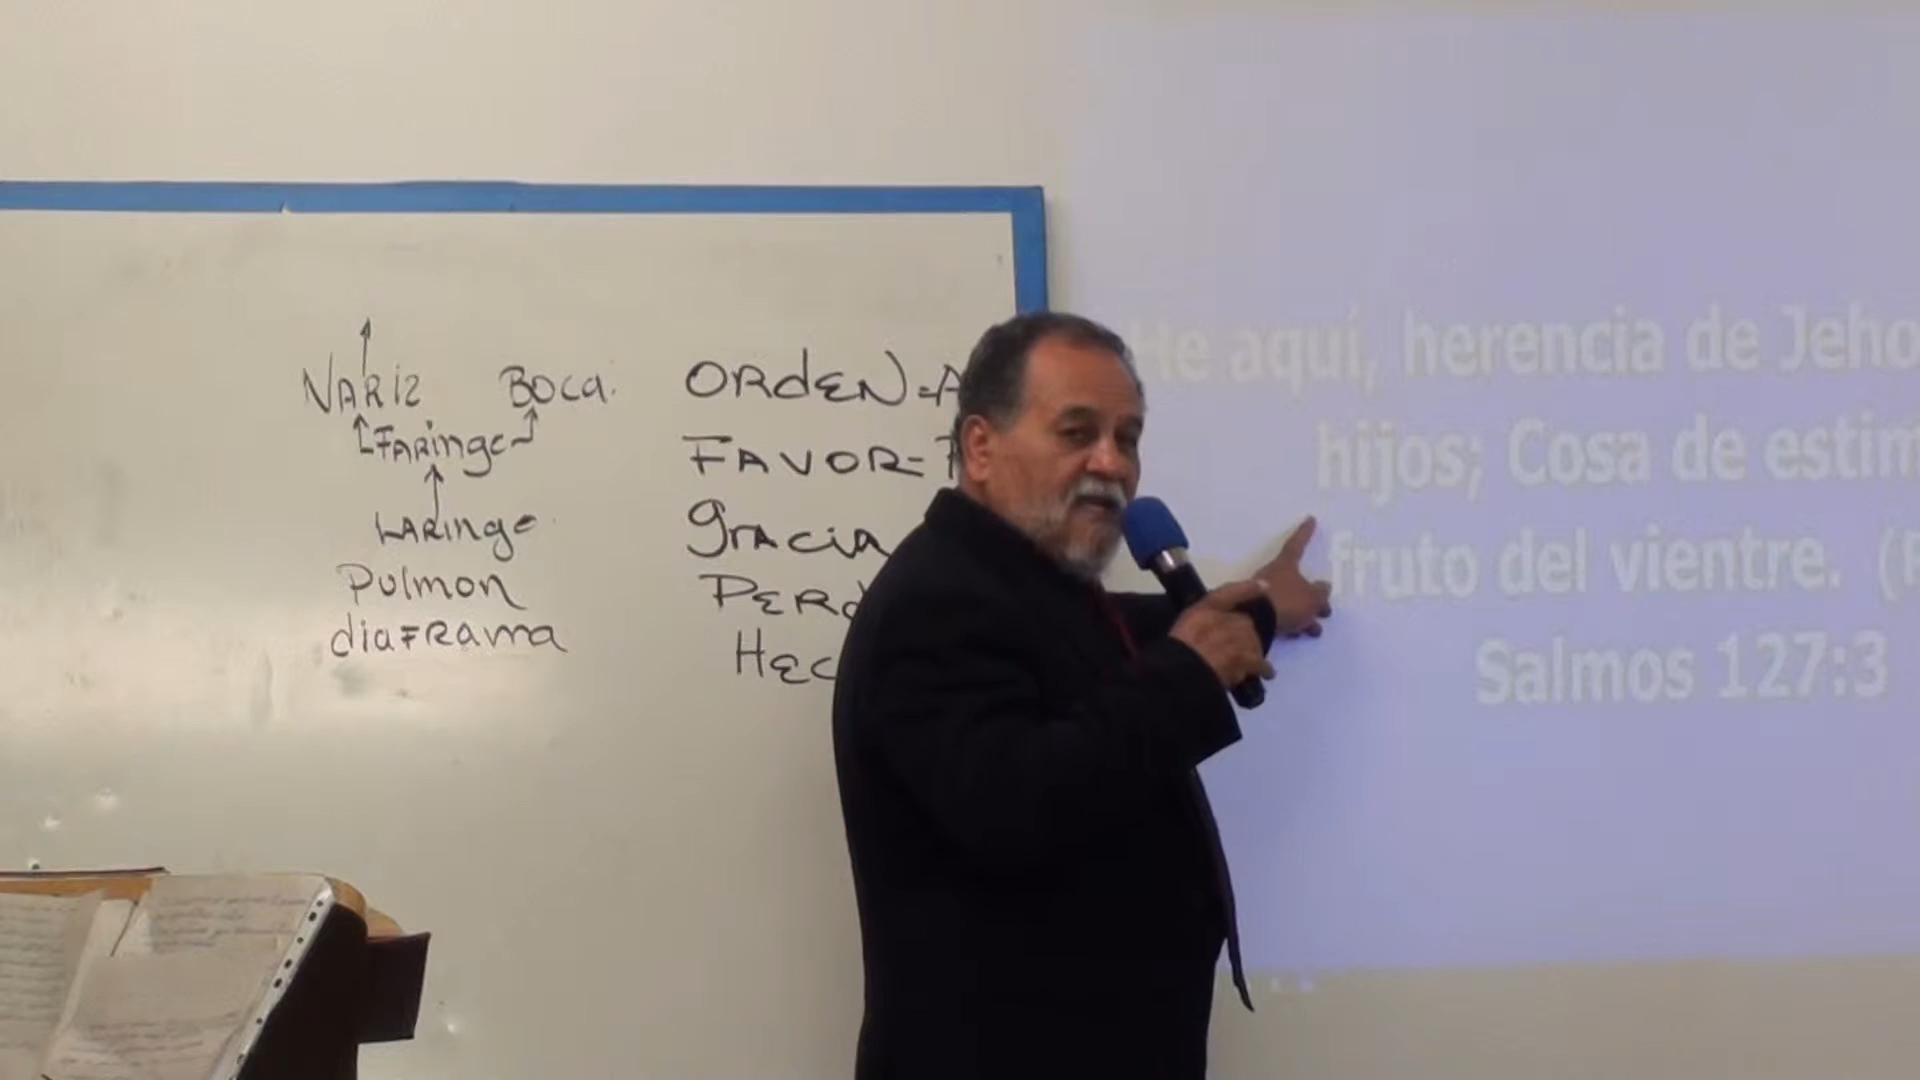 NARIZ BOCA.
FARinge
LARinge
Pulmon
diaFRama
ORdEN=A
FAVOR=
gracia
PERd
HEC
He aquí, herencia de Jeho
hijos; Cosa de estim
fruto del vientre. (R
Salmos 127:3